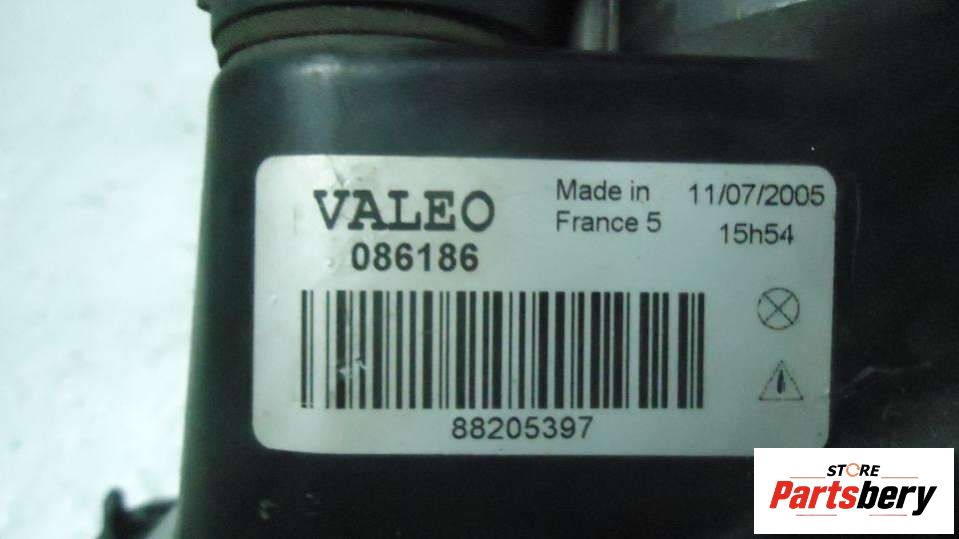 VALEO
086186
Made in
France 5
11/07/2005
15h54
88205397
STORE
Partsbery